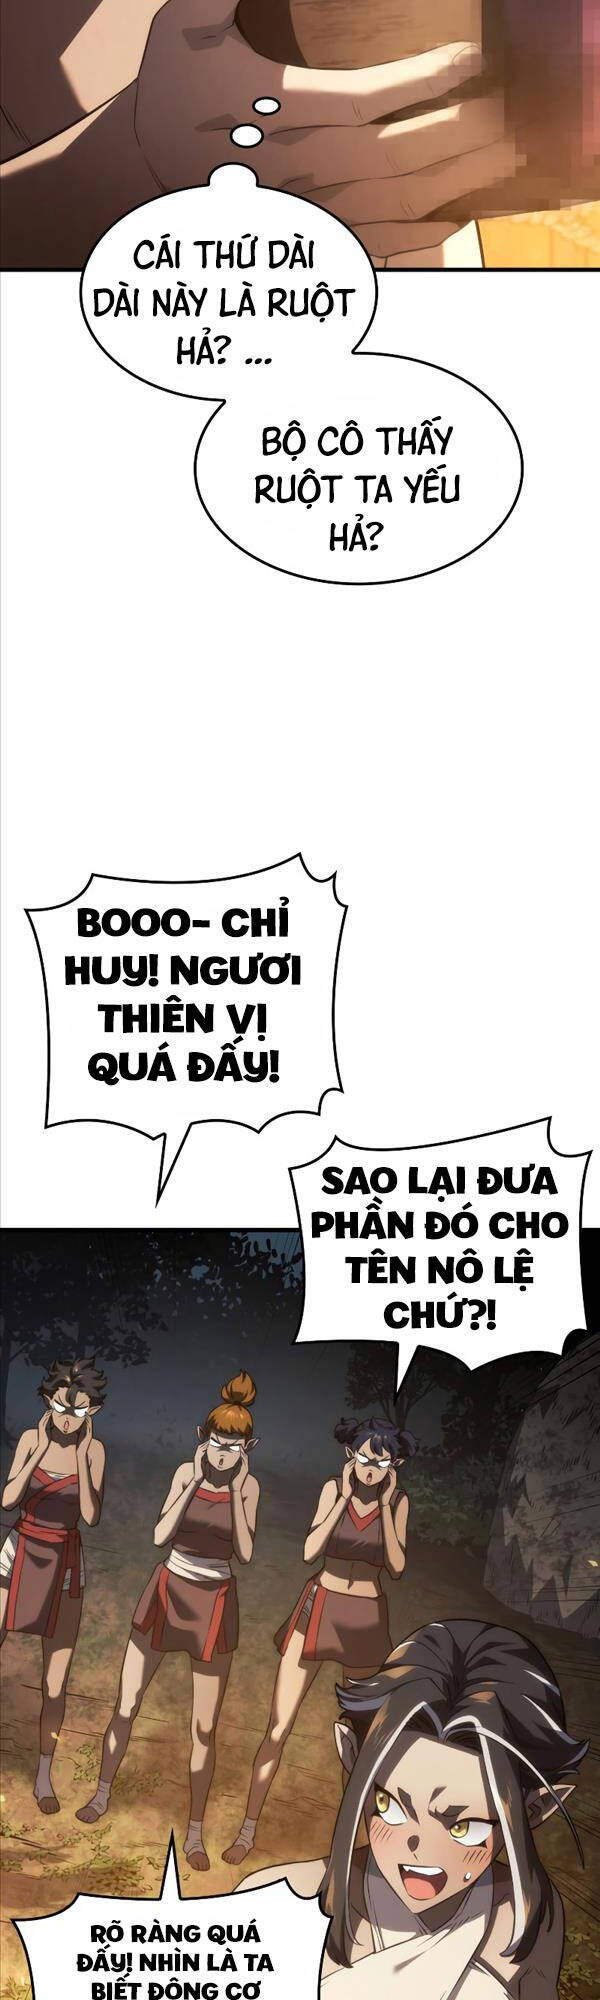 CÁI THỨ DÀI
DÀI NÀY LÀ RUỘT
HẢ? ...
BỘ CÔ THẤY
RUỘT TA YẾU
HẢ?
BOOO- CHỈ
HUY! NGƯƠI
THIÊN VỊ
QUÁ ĐẤY!
SAO LẠI ĐƯA
PHẦN ĐÓ CHO
TÊN NÔ LỆ
CHỨ?!
RÕ RÀNG QUÁ
ĐẤY! NHÌN LÀ TA
BIẾT ĐỘNG CƠ